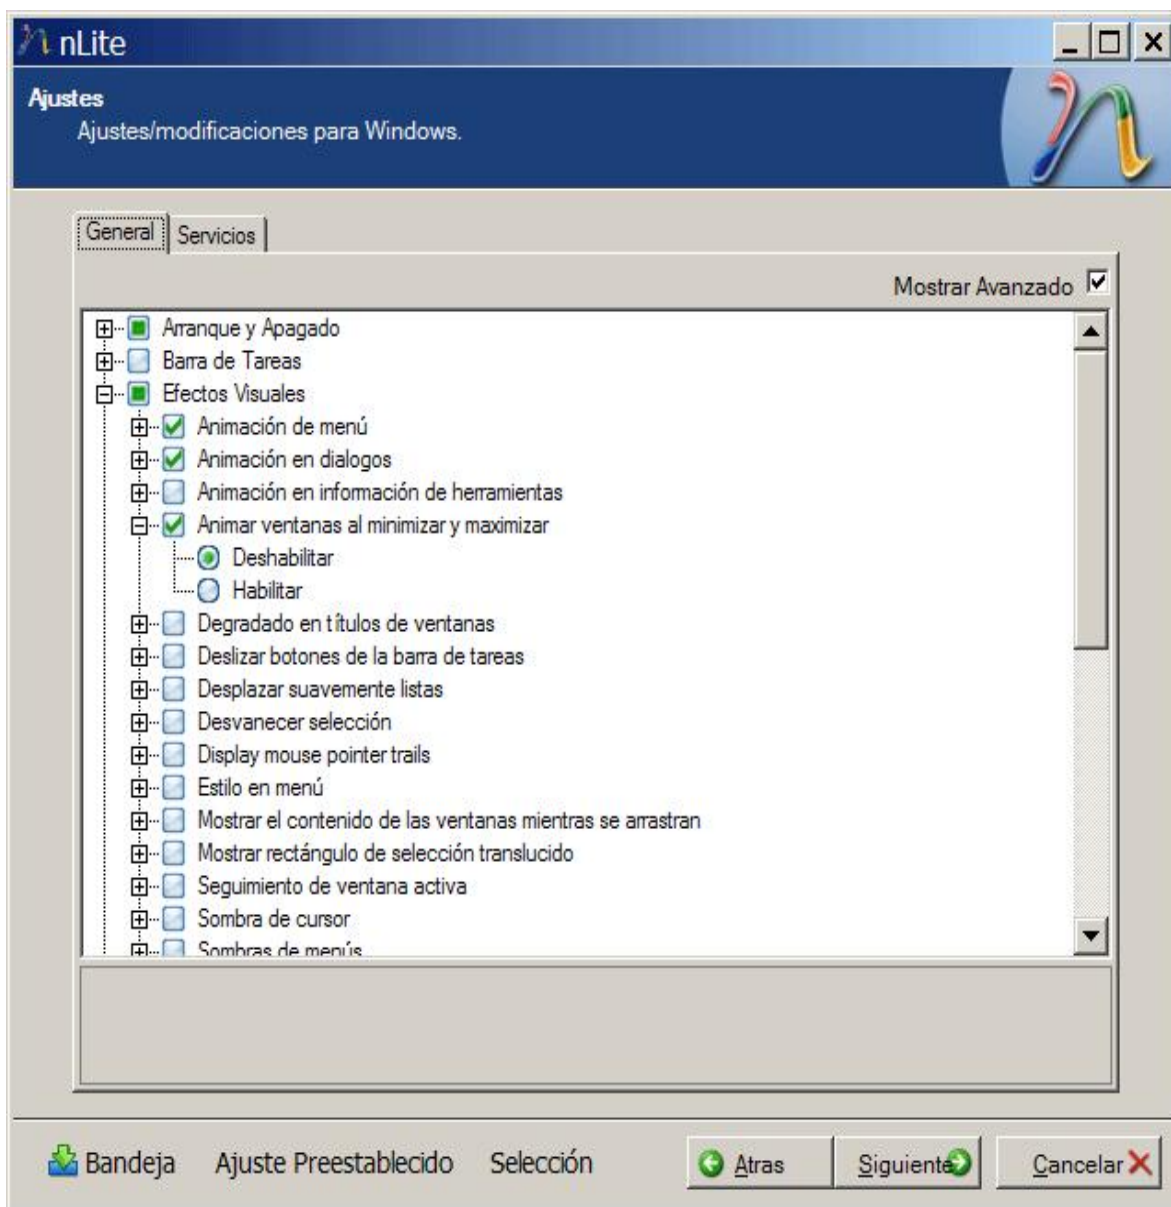 nLite
Ajustes
Ajustes/modificaciones para Windows.
General Servicios
Mostrar Avanzado
Arranque y Apagado
Barra de Tareas
Efectos Visuales
Animación de menú
Animación en dialogos
Animación en información de herramientas
Animar ventanas al minimizar y maximizar
Deshabilitar
Habilitar
Degradado en títulos de ventanas
Deslizar botones de la barra de tareas
Desplazar suavemente listas
Desvanecer selección
Display mouse pointer trails
Estilo en menú
Mostrar el contenido de las ventanas mientras se arrastran
Mostrar rectángulo de selección translucido
Seguimiento de ventana activa
Sombra de cursor
Sombras de menús
Bandeja Ajuste Preestablecido Selección Atras Siguiente Cancelar